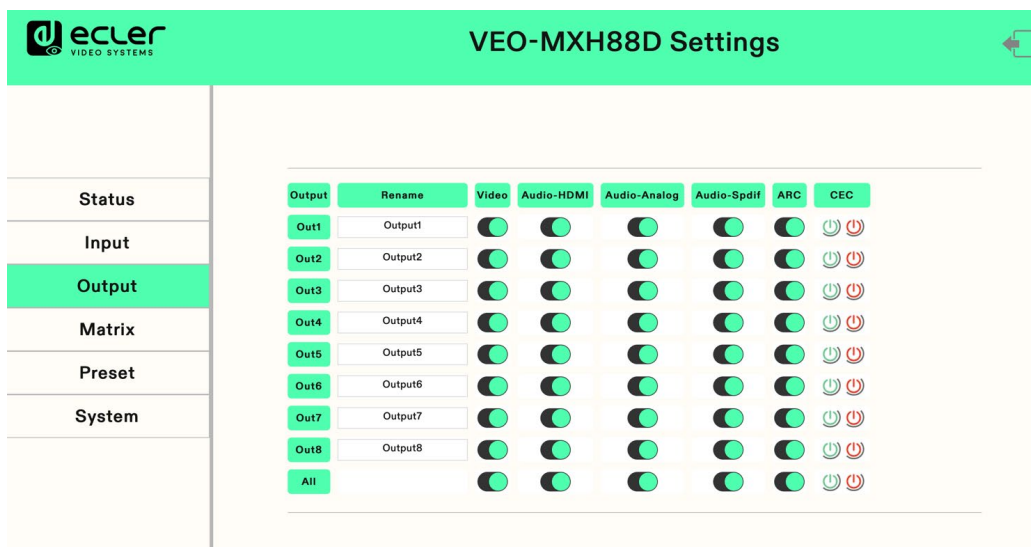 ecler
VIDEO SYSTEMS
VEO-MXH88D Settings
Status
Input
Output
Matrix
Preset
System
Output Rename Video Audio-HDMI Audio-Analog Audio-Spdif ARC CEC
Out1 Output1
Out2 Output2
Out3 Output3
Out4 Output4
Out5 Output5
Out6 Output6
Out7 Output7
Out8 Output8
All